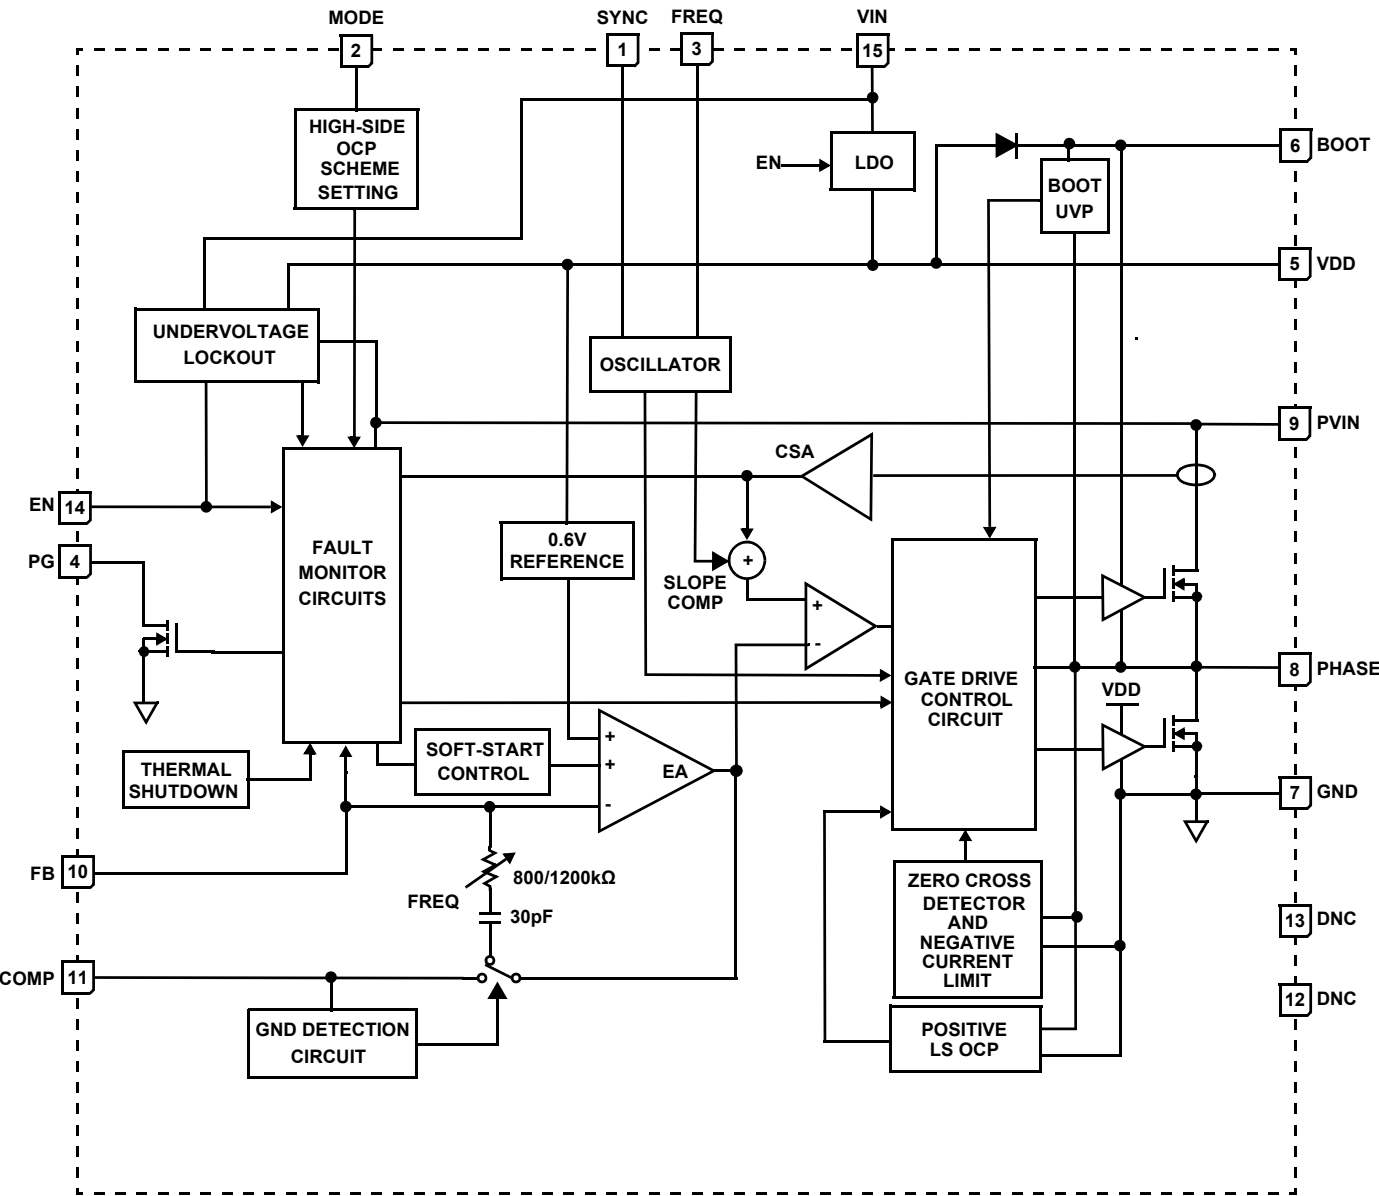 MODE
SYNC
FREQ
VIN
2
1
3
15
HIGH-SIDE
OCP
SCHEME
SETTING
EN
LDO
6
BOOT
BOOT
UVP
5
VDD
UNDERVOLTAGE
LOCKOUT
OSCILLATOR
9
PVIN
CSA
EN
14
PG
4
FAULT
MONITOR
CIRCUITS
0.6V
REFERENCE
+
SLOPE
COMP
+
-
GATE DRIVE
CONTROL
CIRCUIT
8
PHASE
VDD
THERMAL
SHUTDOWN
SOFT-START
CONTROL
+
+
-
EA
7
GND
FB
10
800/1200kΩ
FREQ
30pF
ZERO CROSS
DETECTOR
AND
NEGATIVE
CURRENT
LIMIT
13
DNC
COMP
11
12
DNC
GND DETECTION
CIRCUIT
POSITIVE
LS OCP